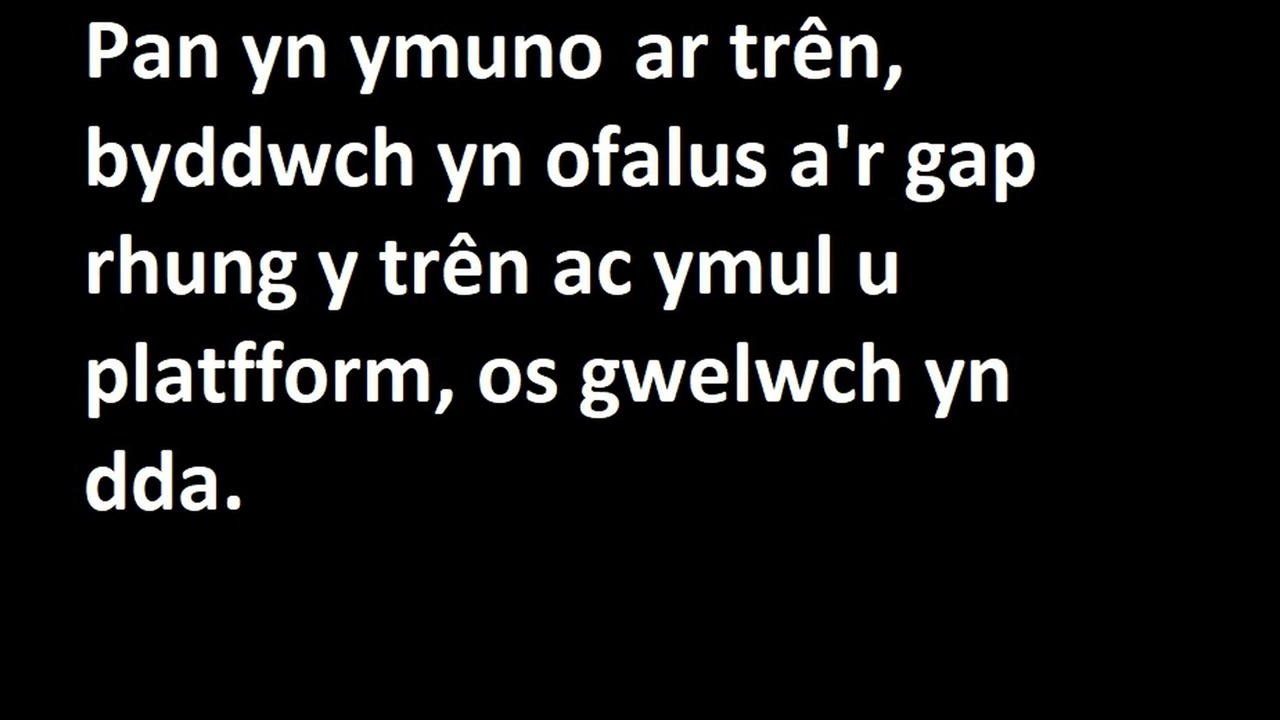 Pan yn ymuno ar trên,
byddwch yn ofalus a'r gap
rhung y trên ac ymul u
platfform, os gwelwch yn
dda.